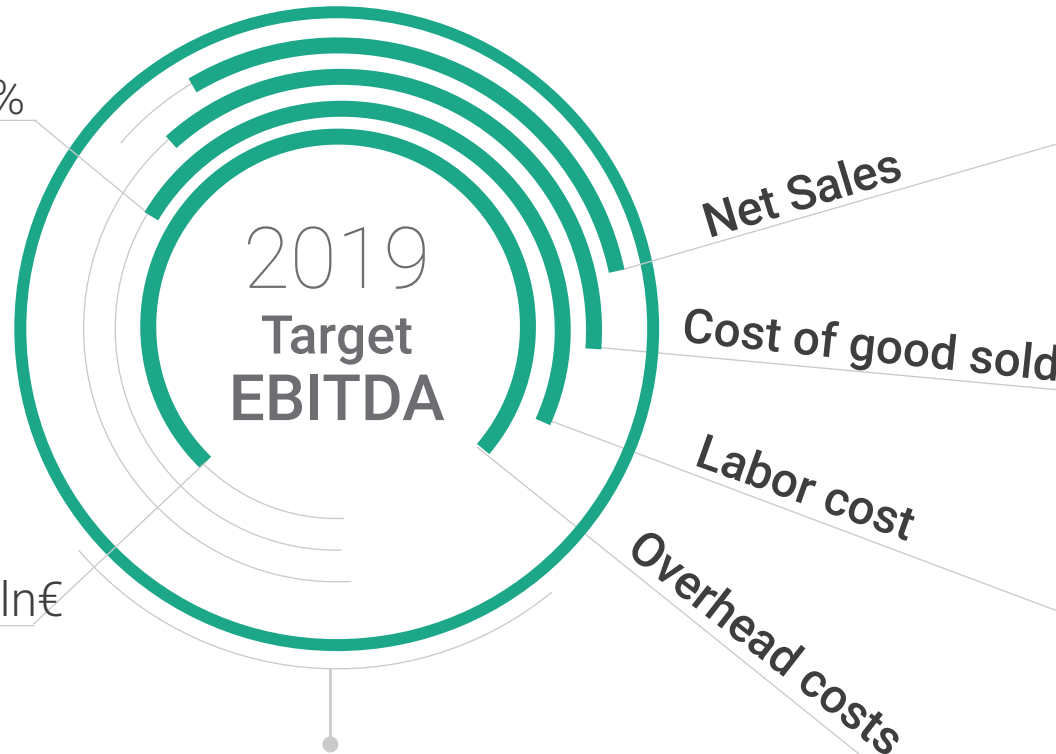 %
2019
Target
EBITDA
Net Sales
Cost of good sold
Labor cost
Overhead costs
ln€